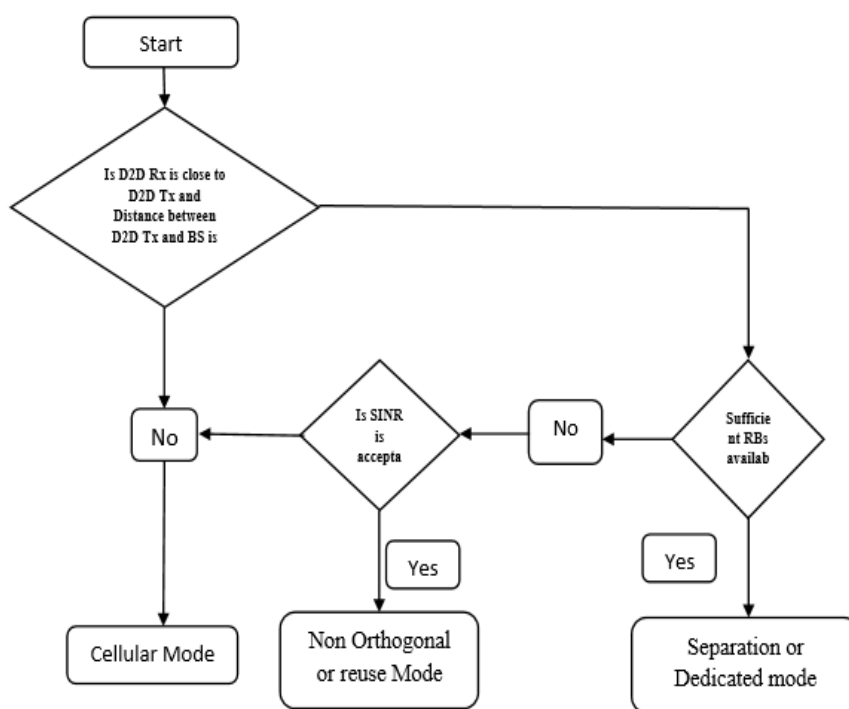 Start
Is D2D Rx is close to
D2D Tx and
Distance between
D2D Tx and BS is
No
Is SINR
is
accepta
No
Sufficie
nt RBs
availab
Yes
Yes
Cellular Mode
Non Orthogonal
or reuse Mode
Separation or
Dedicated mode